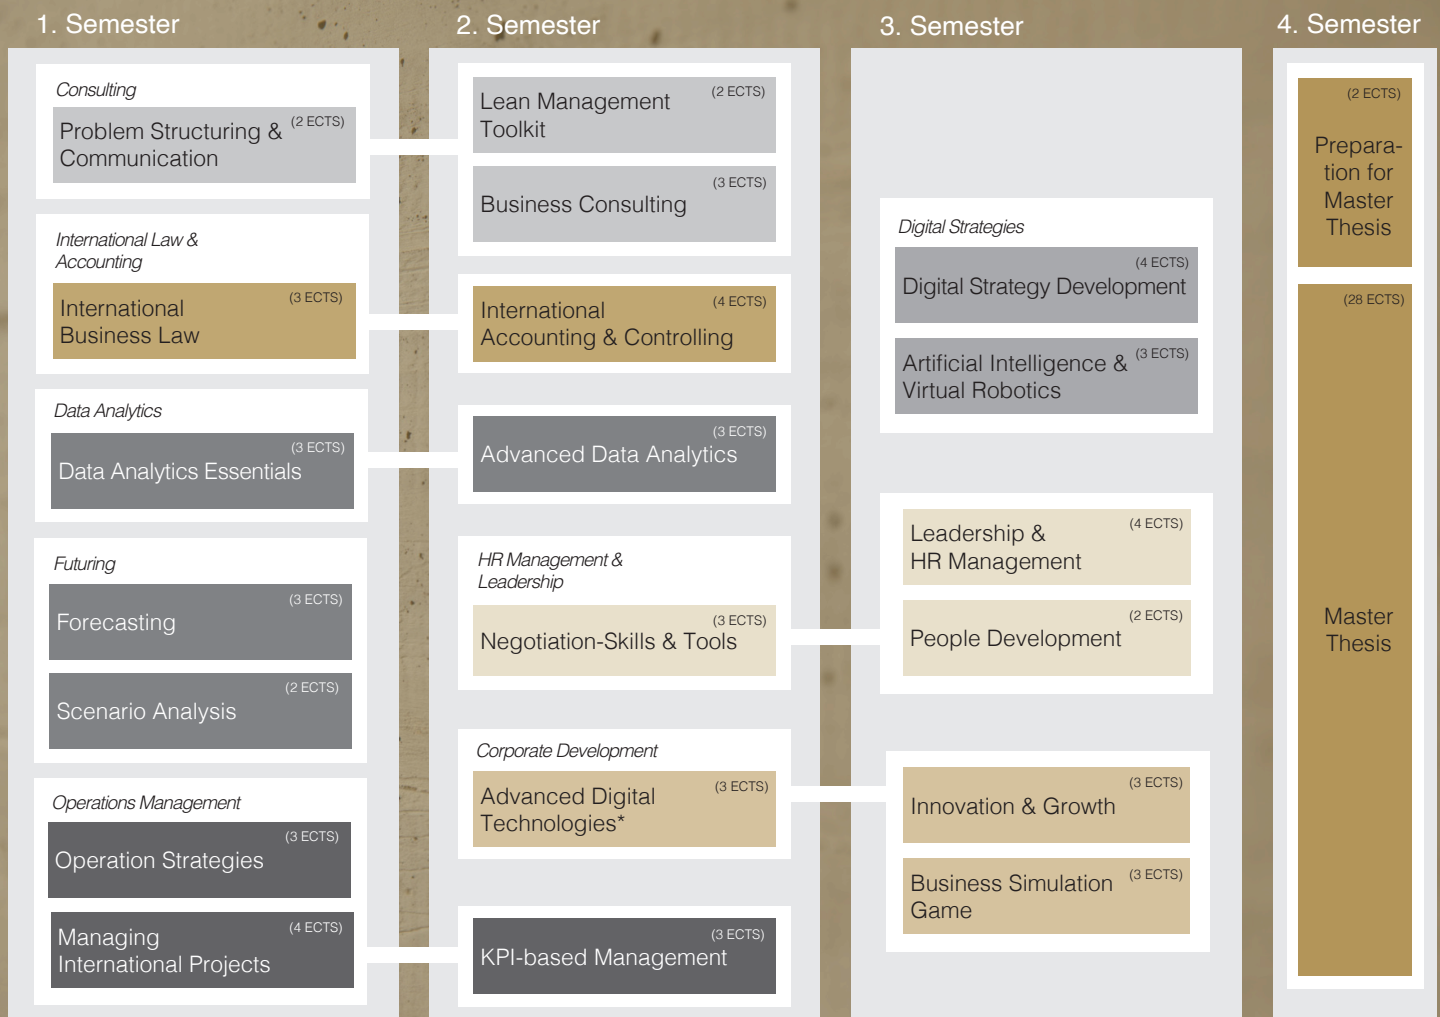 1. Semester
Consulting
Problem Structuring & (2 ECTS)
Communication
International Law &
Accounting
International (3 ECTS)
Business Law
Data Analytics
(3 ECTS)
Data Analytics Essentials
Futuring
(3 ECTS)
Forecasting
(2 ECTS)
Scenario Analysis
Operations Management
(3 ECTS)
Operation Strategies
(4 ECTS)
Managing
International Projects
2. Semester
Lean Management (2 ECTS)
Toolkit
(3 ECTS)
Business Consulting
International (4 ECTS)
Accounting & Controlling
(3 ECTS)
Advanced Data Analytics
HR Management &
Leadership
(3 ECTS)
Negotiation-Skills & Tools
Corporate Development
Advanced Digital (3 ECTS)
Technologies*
(3 ECTS)
KPI-based Management
3. Semester
Digital Strategies
(4 ECTS)
Digital Strategy Development
Artificial Intelligence & (3 ECTS)
Virtual Robotics
Leadership & (4 ECTS)
HR Management
(2 ECTS)
People Development
(3 ECTS)
Innovation & Growth
Business Simulation (3 ECTS)
Game
4. Semester
(2 ECTS)
Prepara-
tion for
Master
Thesis
(28 ECTS)
Master
Thesis